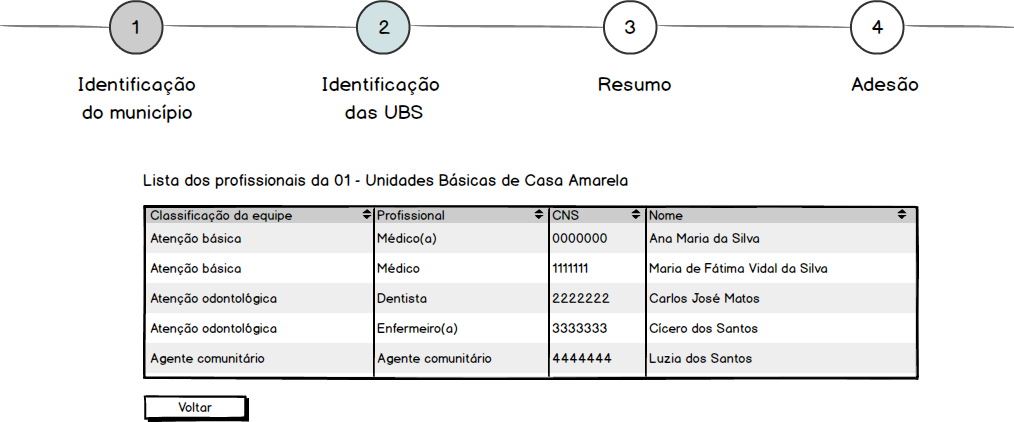 1 2 3 4
Identificação Identificação Resumo Adesão
do município das UBS
Lista dos profissionais da 01 - Unidades Básicas de Casa Amarela
Classificação da equipe Profissional CNS Nome
Atenção básica Médico(a) 0000000 Ana Maria da Silva
Atenção básica Médico 1111111 Maria de Fátima Vidal da Silva
Atenção odontológica Dentista 2222222 Carlos José Matos
Atenção odontológica Enfermeiro(a) 3333333 Cícero dos Santos
Agente comunitário Agente comunitário 4444444 Luzia dos Santos
Voltar